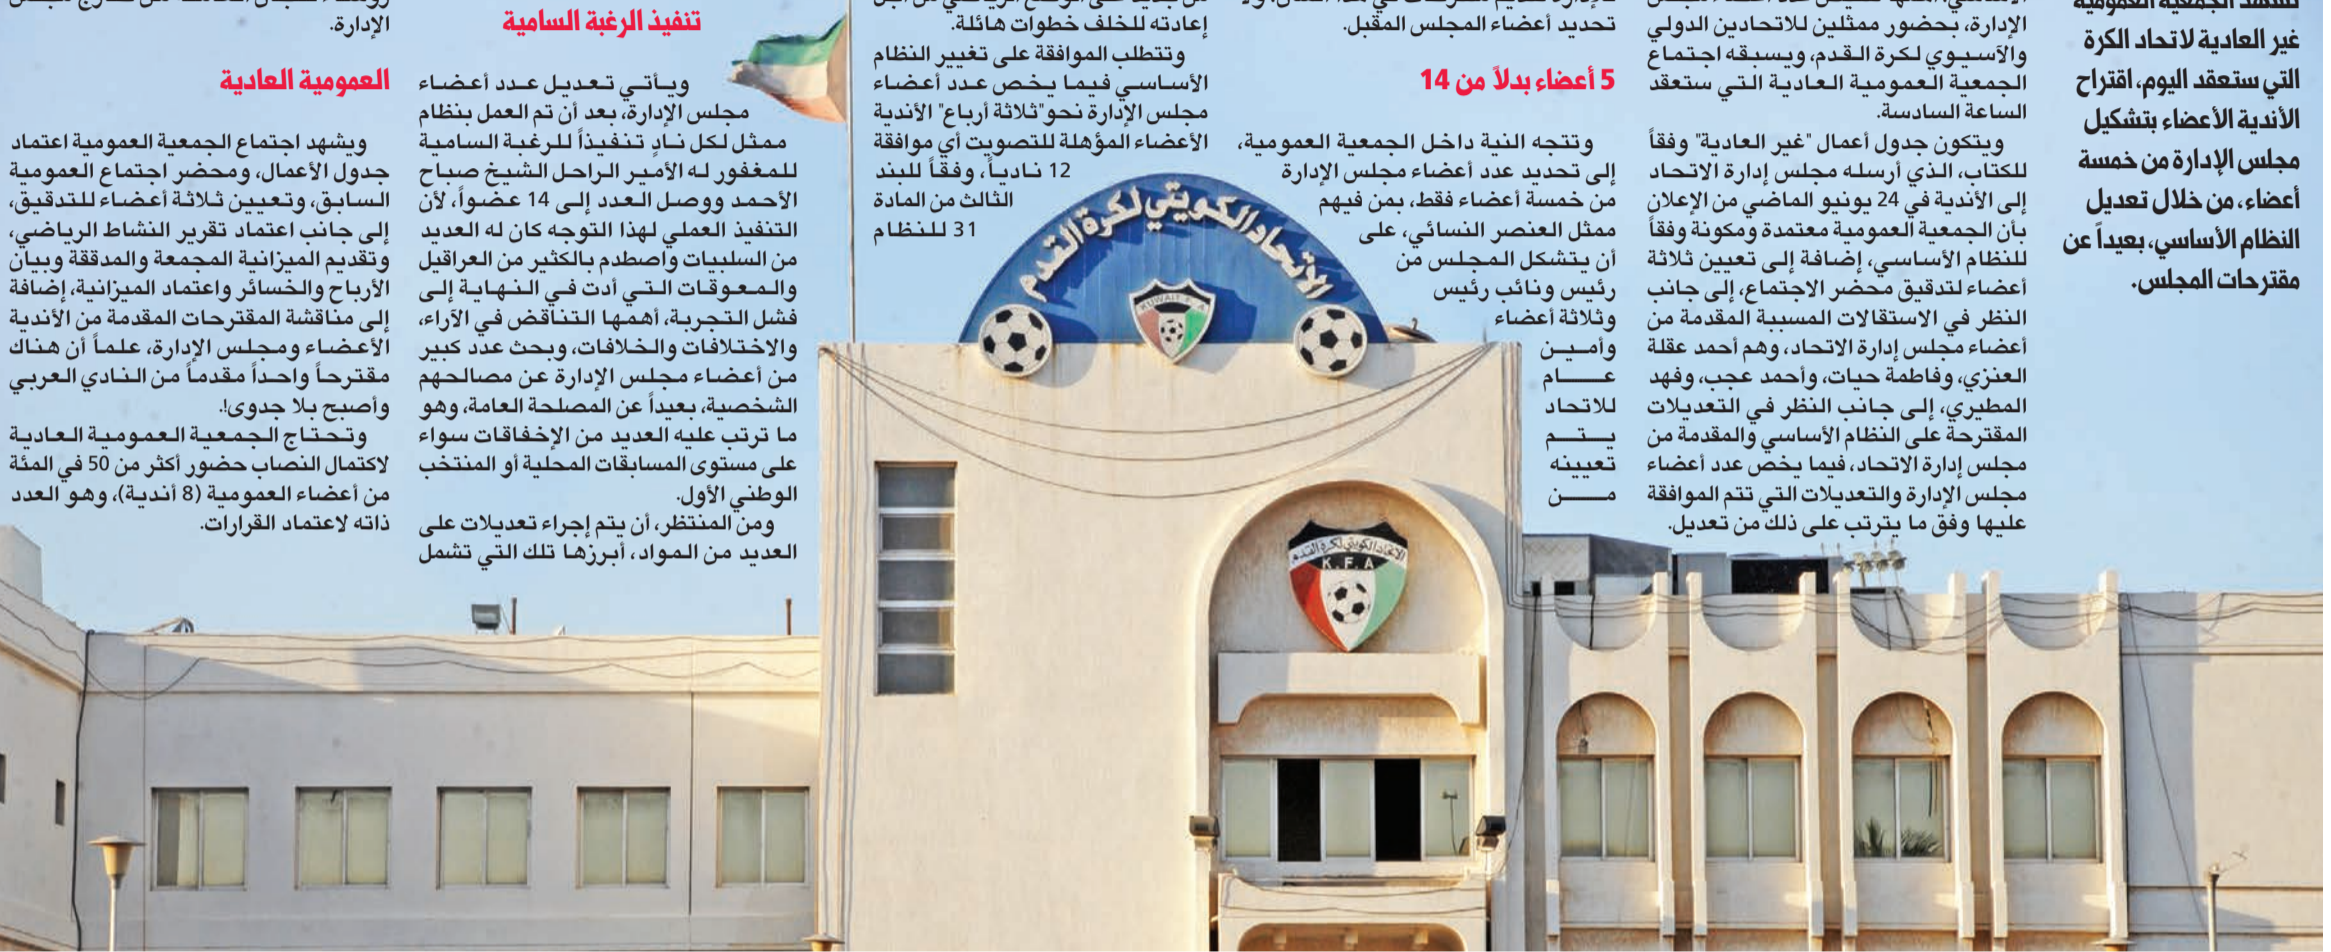 غير العادية لاتحاد الكرة
التي ستعقد اليوم، اقتراح
الأندية الأعضاء بتشكيل
مجلس الإدارة من خمسة
أعضاء، من خلال تعديل
النظام الأساسي، بعيداً عن
مقترحات المجلس.
الإدارة، بحضور ممثلين للاتحادين الدولي
والآسيوي لكرة القدم، ويسبقه اجتماع
الجمعية العمومية العادية التي ستعقد
الساعة السادسة.
ويتكون جدول أعمال "غير العادية" وفقاً
للكتاب، الذي أرسله مجلس إدارة الاتحاد
إلى الأندية في 24 يونيو الماضي من الإعلان
بأن الجمعية العمومية معتمدة ومكونة وفقاً
للنظام الأساسي، إضافة إلى تعيين ثلاثة
أعضاء لتدقيق محضر الاجتماع، إلى جانب
النظر في الاستقالات المسببة المقدمة من
أعضاء مجلس إدارة الاتحاد، وهم أحمد عقلة
العنزي، وفاطمة حيات، وأحمد عجب، وفهد
المطيري، إلى جانب النظر في التعديلات
المقترحة على النظام الأساسي والمقدمة من
مجلس إدارة الاتحاد، فيما يخص عدد أعضاء
مجلس الإدارة والتعديلات التي تتم الموافقة
عليها وفق ما يترتب على ذلك من تعديل.
تحديد أعضاء المجلس المقبل.
5 أعضاء بدلاً من 14
وتتجه النية داخل الجمعية العمومية،
إلى تحديد عدد أعضاء مجلس الإدارة
من خمسة أعضاء فقط، بمن فيهم
ممثل العنصر النسائي، على
أن يتشكل المجلس من
رئيس ونائب رئيس
وثلاثة أعضاء
وأمين
عام
للاتحاد
يتم
تعيينه
من
إعادته للخلف خطوات هائلة.
وتتطلب الموافقة على تغيير النظام
الأساسي فيما يخص عدد أعضاء
مجلس الإدارة نحو"ثلاثة أرباع" الأندية
الأعضاء المؤهلة للتصويت أي موافقة
12 نادياً، وفقاً للبند
الثالث من المادة
31 للنظام
تنفيذ الرغبة السامية
ويأتي تعديل عدد أعضاء
مجلس الإدارة، بعد أن تم العمل بنظام
ممثل لكل نادٍ تنفيذاً للرغبة السامية
للمغفور له الأمير الراحل الشيخ صباح
الأحمد ووصل العدد إلى 14 عضواً، لأن
التنفيذ العملي لهذا التوجه كان له العديد
من السلبيات واصطدم بالكثير من العراقيل
والمعوقات التي أدت في النهاية إلى
فشل التجربة، أهمها التناقض في الآراء،
والاختلافات والخلافات، وبحث عدد كبير
من أعضاء مجلس الإدارة عن مصالحهم
الشخصية، بعيداً عن المصلحة العامة، وهو
ما ترتب عليه العديد من الإخفاقات سواء
على مستوى المسابقات المحلية أو المنتخب
الوطني الأول.
ومن المنتظر، أن يتم إجراء تعديلات على
العديد من المواد، أبرزها تلك التي تشمل
الإدارة.
العمومية العادية
ويشهد اجتماع الجمعية العمومية اعتماد
جدول الأعمال، ومحضر اجتماع العمومية
السابق، وتعيين ثلاثة أعضاء للتدقيق،
إلى جانب اعتماد تقرير النشاط الرياضي،
وتقديم الميزانية المجمعة والمدققة وبيان
الأرباح والخسائر واعتماد الميزانية، إضافة
إلى مناقشة المقترحات المقدمة من الأندية
الأعضاء ومجلس الإدارة، علماً أن هناك
مقترحاً واحداً مقدماً من النادي العربي
وأصبح بلا جدوى!.
وتحتاج الجمعية العمومية العادية
لاكتمال النصاب حضور أكثر من 50 في المئة
من أعضاء العمومية (8 أندية)، وهو العدد
ذاته لاعتماد القرارات.
الاتحاد الكويتي لكرة القدم
KUWAIT F.A
الاتحاد الكويتي لكرة القدم
K.F.A